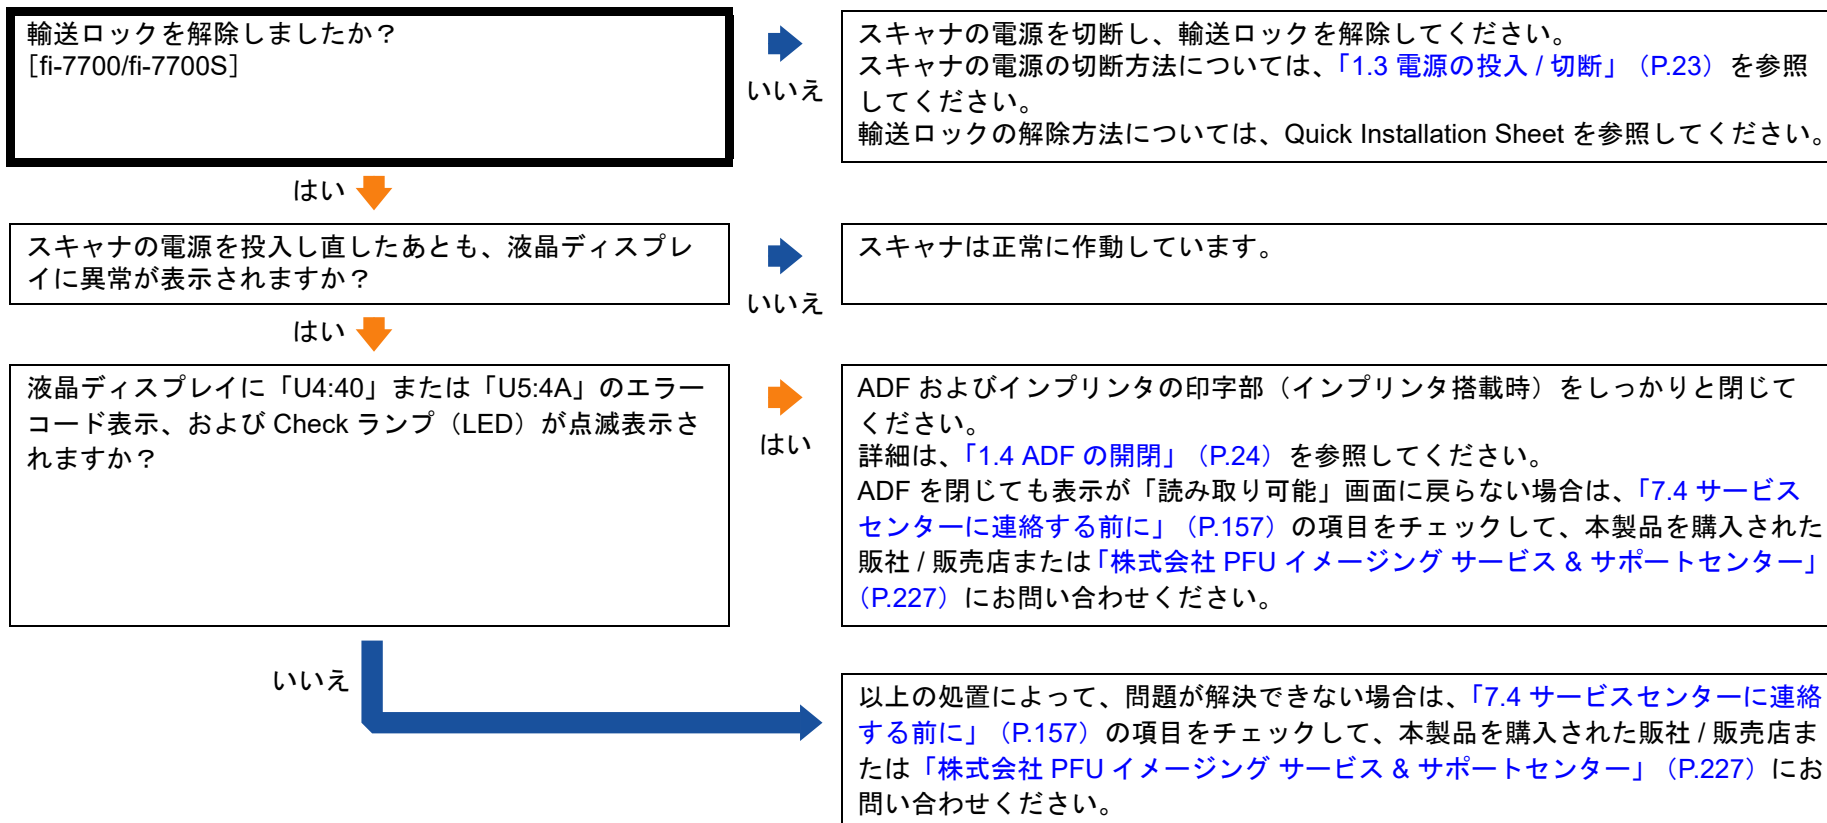 輸送ロックを解除しましたか？
［fi-7700/fi-7700S］
いいえ
スキャナの電源を切断し、輸送ロックを解除してください。
スキャナの電源の切断方法については、「1.3 電源の投入 / 切断」（P.23）を参照
してください。
輸送ロックの解除方法については、Quick Installation Sheet を参照してください。
はい
スキャナの電源を投入し直したあとも、液晶ディスプレ
イに異常が表示されますか？
いいえ
スキャナは正常に作動しています。
はい
液晶ディスプレイに「U4:40」または「U5:4A」のエラー
コード表示、および Check ランプ（LED）が点滅表示さ
れますか？
はい
ADF およびインプリンタの印字部（インプリンタ搭載時）をしっかりと閉じて
ください。
詳細は、「1.4 ADF の開閉」（P.24）を参照してください。
ADF を閉じても表示が「読み取り可能」画面に戻らない場合は、「7.4 サービス
センターに連絡する前に」（P.157）の項目をチェックして、本製品を購入された
販社 / 販売店または「株式会社 PFU イメージング サービス & サポートセンター」
（P.227）にお問い合わせください。
いいえ
以上の処置によって、問題が解決できない場合は、「7.4 サービスセンターに連絡
する前に」（P.157）の項目をチェックして、本製品を購入された販社 / 販売店ま
たは「株式会社 PFU イメージング サービス & サポートセンター」（P.227）にお
問い合わせください。